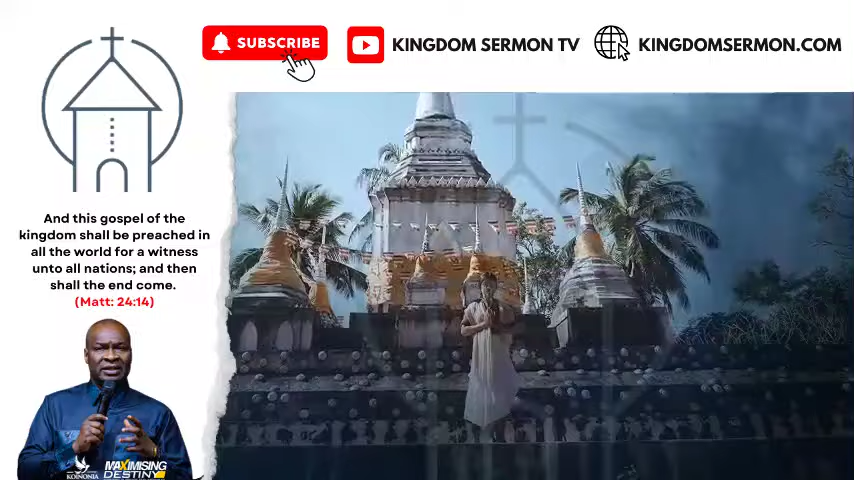 SUBSCRIBE
KINGDOM SERMON TV
KINGDOMSERMON.COM
And this gospel of the
kingdom shall be preached in
all the world for a witness
unto all nations; and then
shall the end come.
(Matt: 24:14)
KOINONIA
MAXIMISING
DESTINY